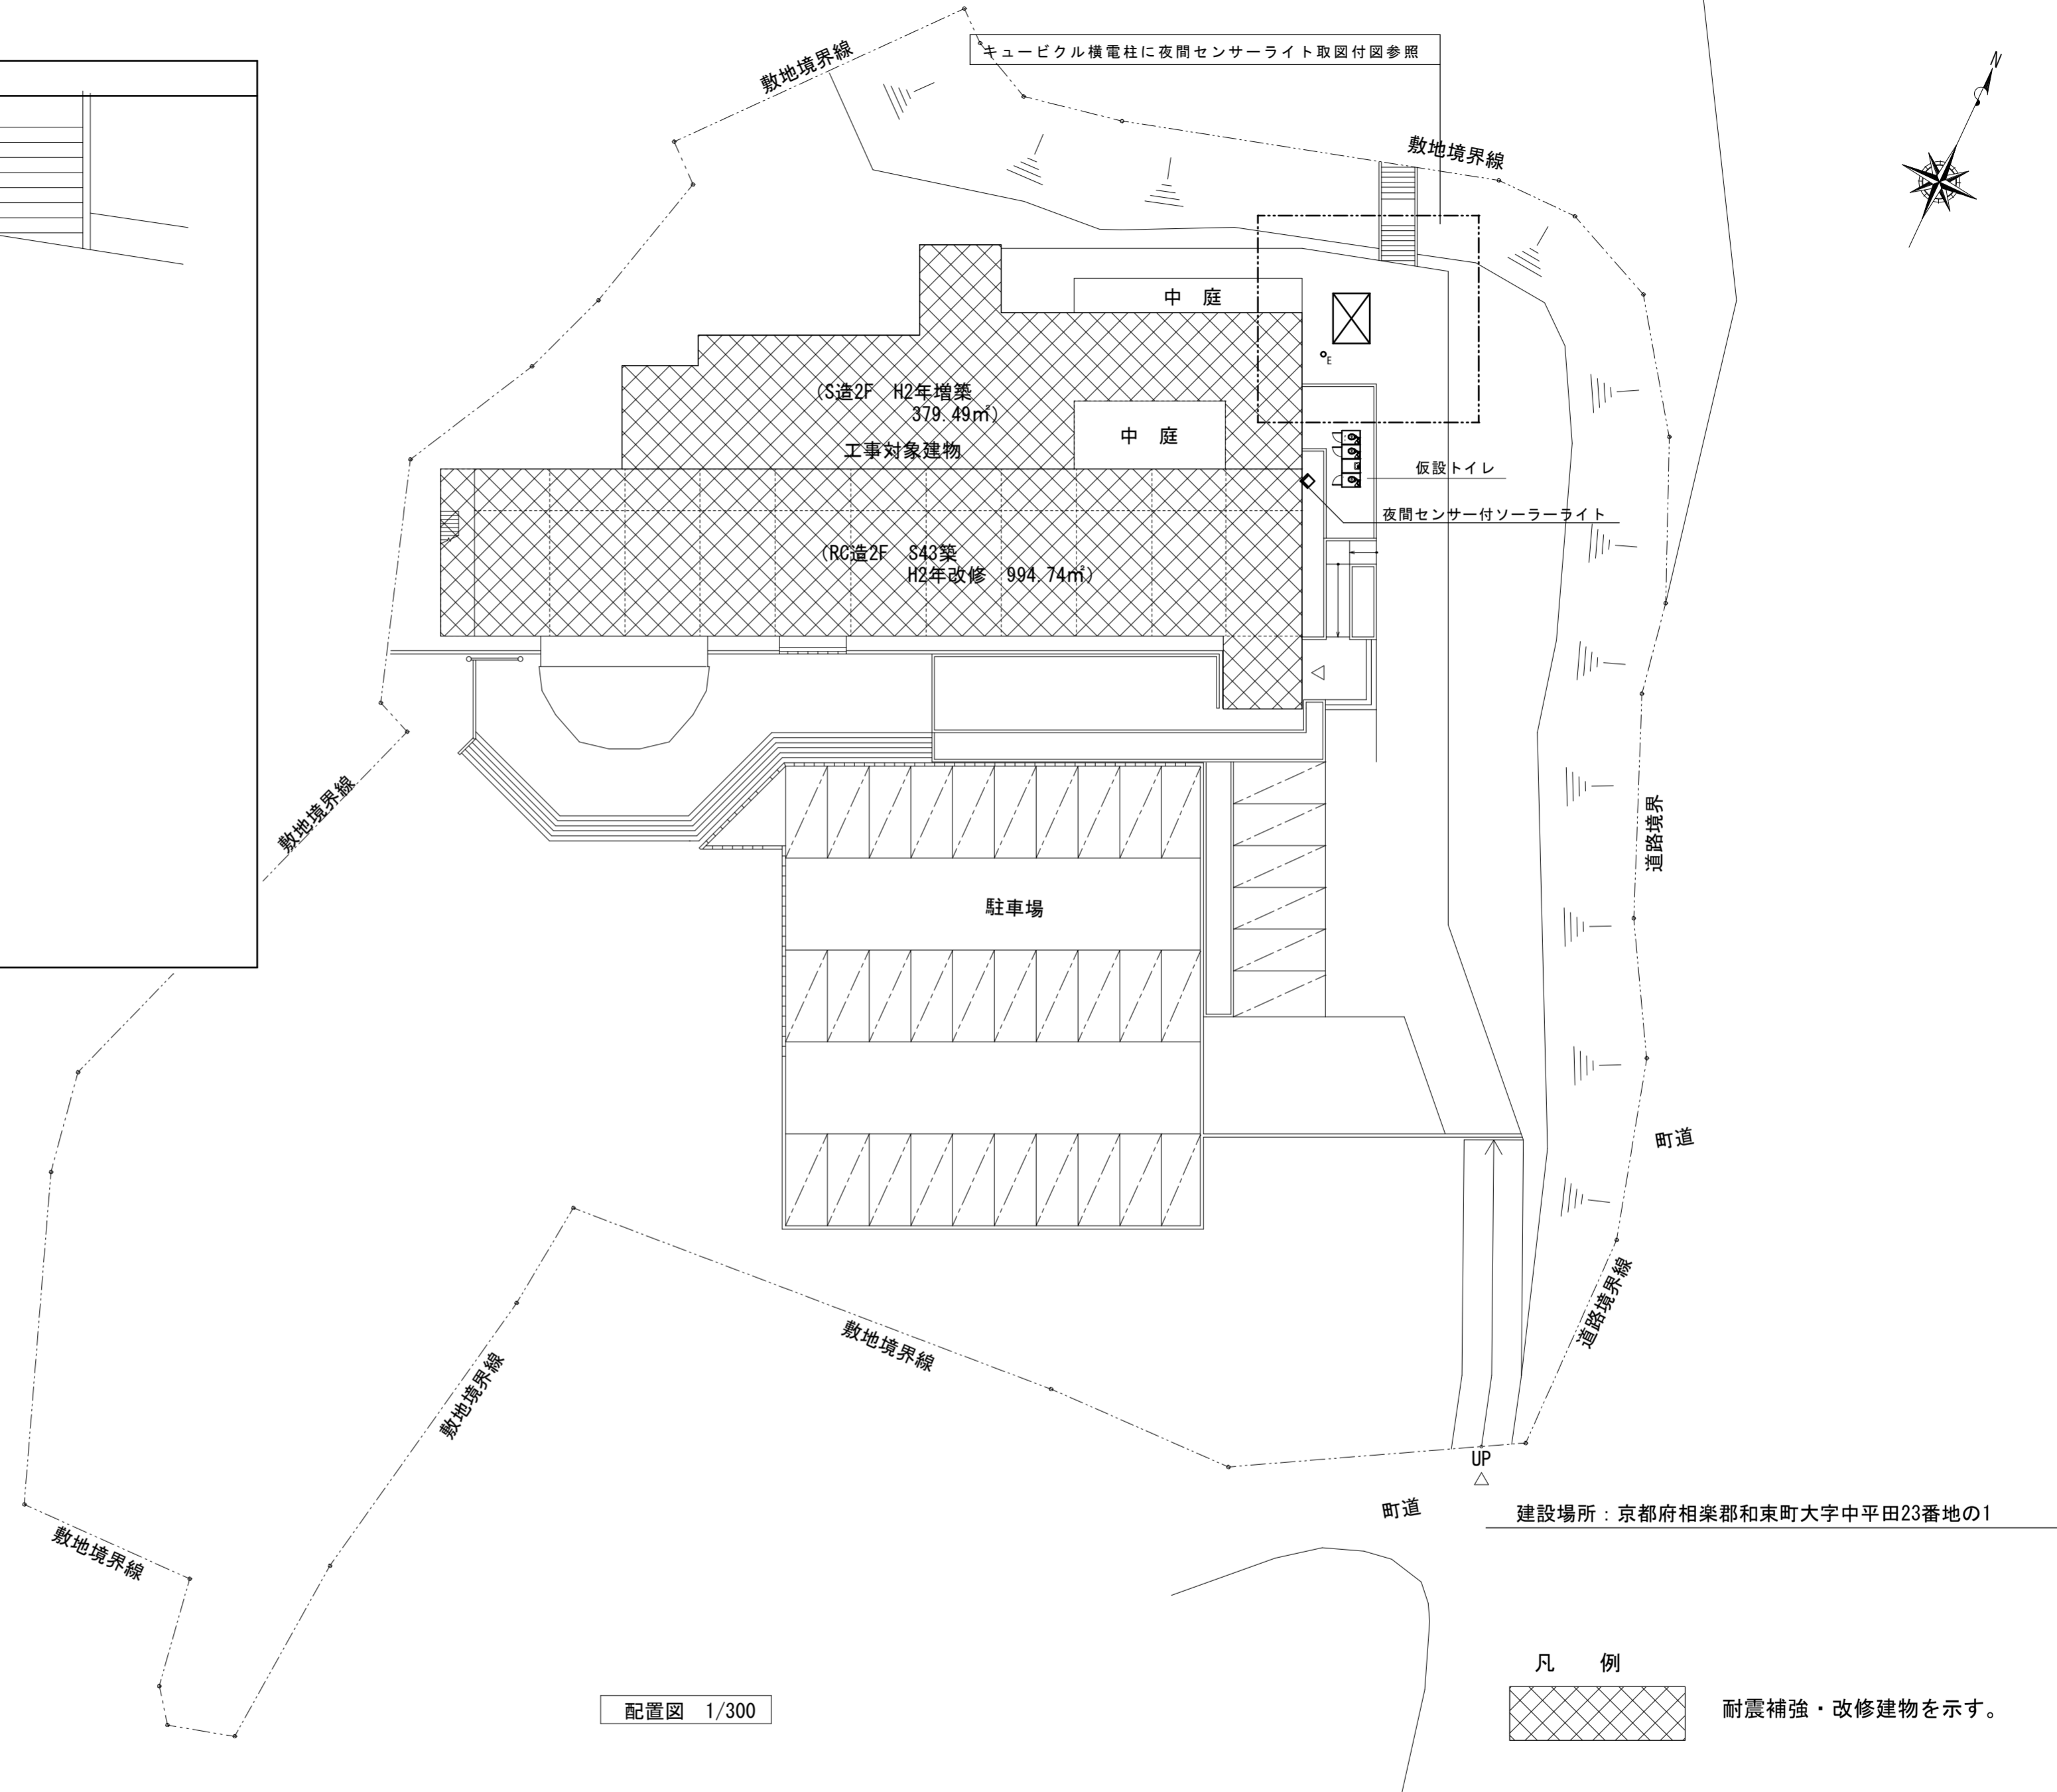 敷地境界線
キュービクル横電柱に夜間センサーライト取図付図参照
N
敷地境界線
中 庭
E
(S造2F H2年増築
379.49㎡)
中 庭
工事対象建物
仮設トイレ
夜間センサー付ソーラーライト
(RC造2F S43築
H2年改修 994.74㎡)
敷地境界線
道路境界
駐車場
町道
道路境界線
敷地境界線
敷地境界線
UP
町道
建設場所：京都府相楽郡和束町大字中平田23番地の1
敷地境界線
凡 例
配置図 1/300
耐震補強・改修建物を示す。